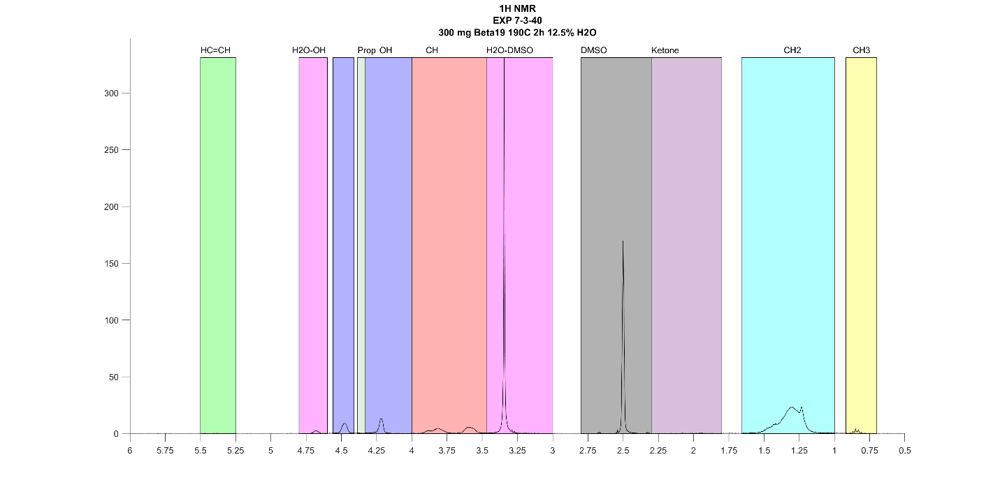 1H NMR
EXP 7-3-40
300 mg Beta19 190C 2h 12.5% H2O
HC=CH H2O-OH Prop OH CH H2O-DMSO DMSO Ketone CH2 CH3
300
250
200
150
100
50
0
6 5.75 5.5 5.25 5 4.75 4.5 4.25 4 3.75 3.5 3.25 3 2.75 2.5 2.25 2 1.75 1.5 1.25 1 0.75 0.5